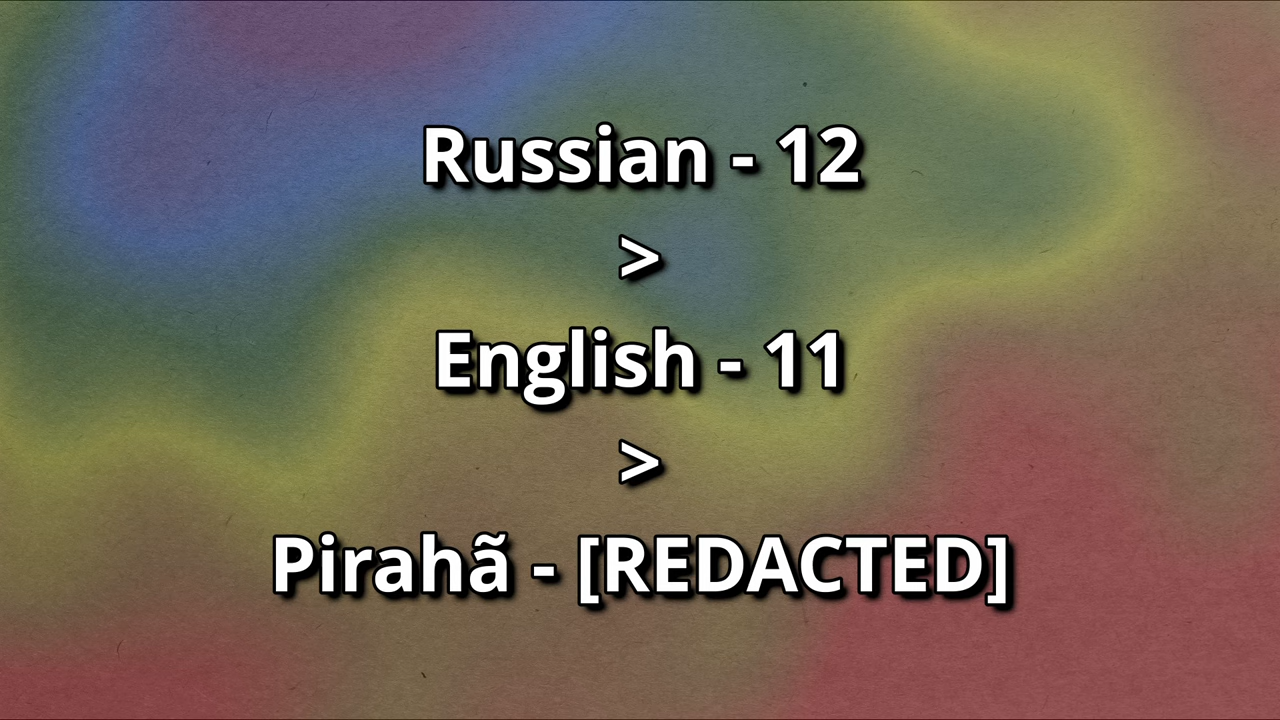 Russian - 12
>
English - 11
>
Pirahã - [REDACTED]